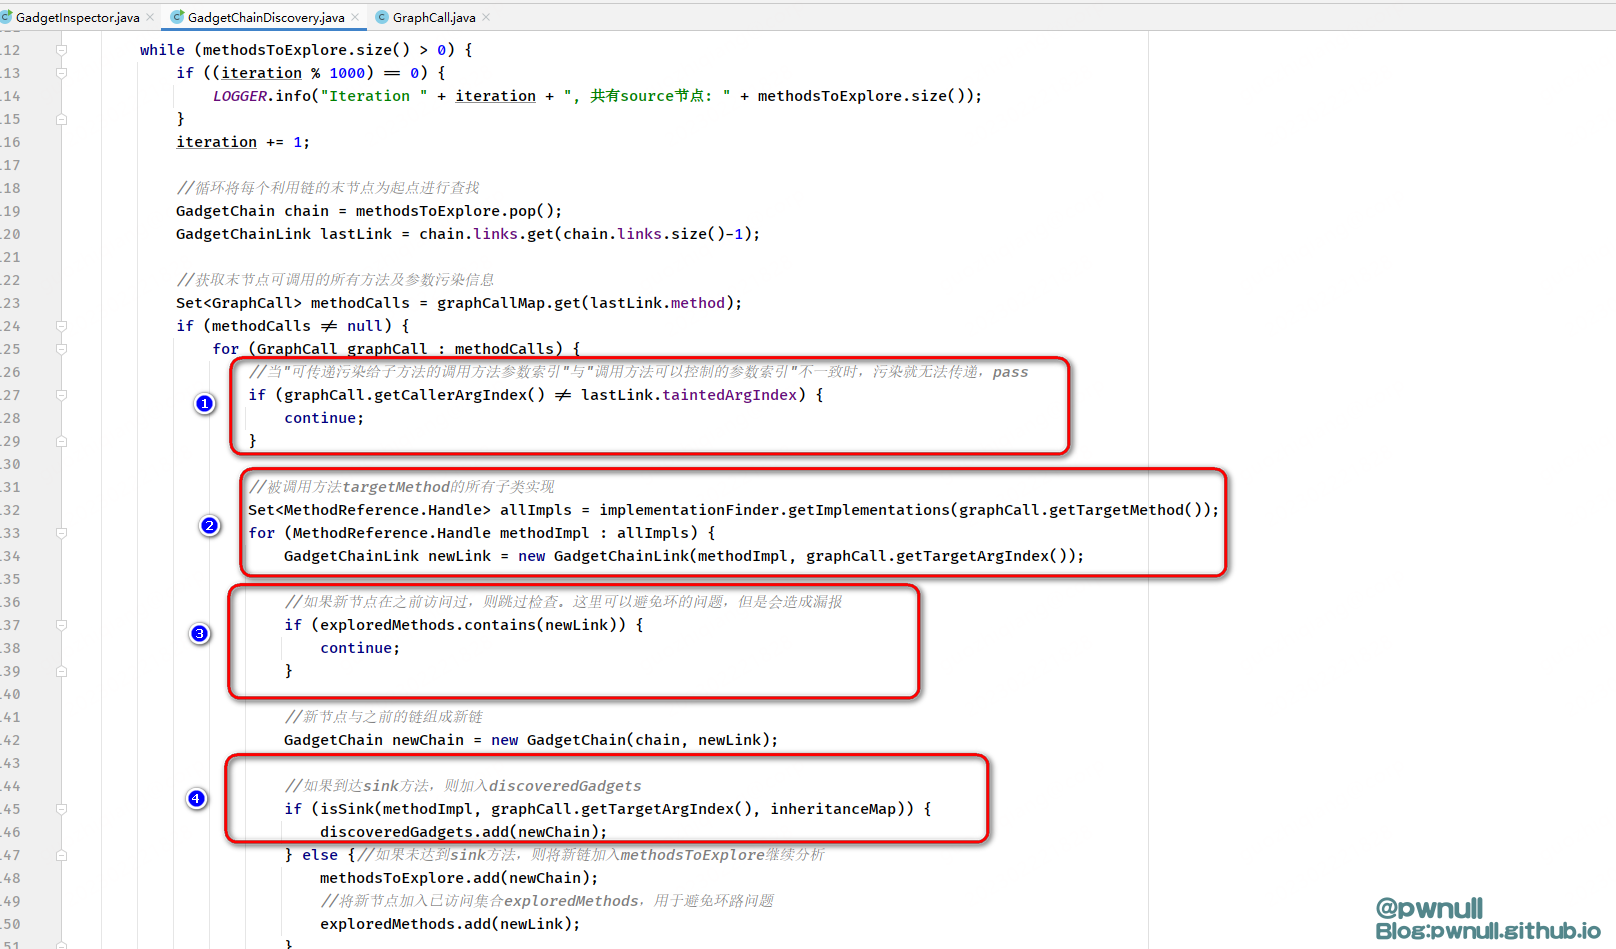 GadgetInspector.java × GadgetChainDiscovery.java × GraphCall.java ×
12 while (methodsToExplore.size() > 0) {
13 if ((iteration % 1000) == 0) {
14 LOGGER.info("Iteration " + iteration + ", 共有source节点: " + methodsToExplore.size());
15 }
16 iteration += 1;
17
18 //循环将每个利用链的末节点为起点进行查找
19 GadgetChain chain = methodsToExplore.pop();
20 GadgetChainLink lastLink = chain.links.get(chain.links.size()-1);
21
22 //获取末节点可调用的所有方法及参数污染信息
23 Set<GraphCall> methodCalls = graphCallMap.get(lastLink.method);
24 if (methodCalls != null) {
25 for (GraphCall graphCall : methodCalls) {
26 //当"可传递污染给子方法的调用方法参数索引"与"调用方法可以控制的参数索引"不一致时，污染就无法传递，pass
1
27 if (graphCall.getCallerArgIndex() != lastLink.taintedArgIndex) {
28 continue;
29 }
30
31 //被调用方法targetMethod的所有子类实现
32 Set<MethodReference.Handle> allImpls = implementationFinder.getImplementations(graphCall.getTargetMethod());
2
33 for (MethodReference.Handle methodImpl : allImpls) {
34 GadgetChainLink newLink = new GadgetChainLink(methodImpl, graphCall.getTargetArgIndex());
35
36 //如果新节点在之前访问过，则跳过检查。这里可以避免环的问题，但是会造成漏报
3
37 if (exploredMethods.contains(newLink)) {
38 continue;
39 }
40
41 //新节点与之前的链组成新链
42 GadgetChain newChain = new GadgetChain(chain, newLink);
43
44 //如果到达sink方法，则加入discoveredGadgets
4
45 if (isSink(methodImpl, graphCall.getTargetArgIndex(), inheritanceMap)) {
46 discoveredGadgets.add(newChain);
47 } else {//如果未达到sink方法，则将新链加入methodsToExplore继续分析
48 methodsToExplore.add(newChain);
49 //将新节点加入已访问集合exploredMethods，用于避免环路问题
50 exploredMethods.add(newLink);
51 }
@pwnull
Blog:pwnull.github.io